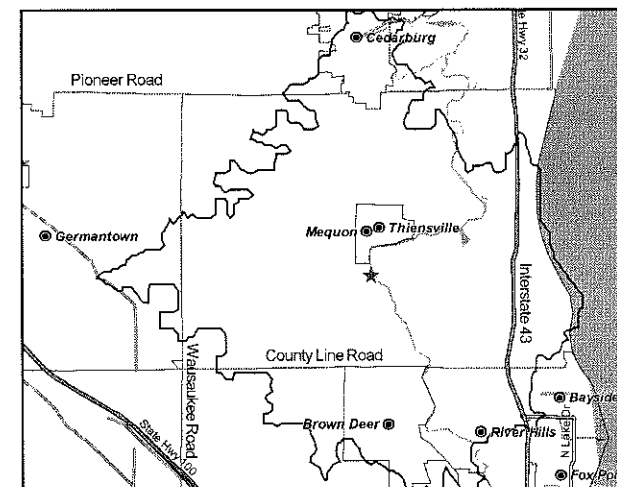 Cedarburg
e Hwy 32
Pioneer Road
Germantown
Mequon
Thiensville
Interstate 43
County Line Road
Wausaukee Road
State Hwy 100
Brown Deer
River Hills
Bayside
N Lake Dr
Fox Poi